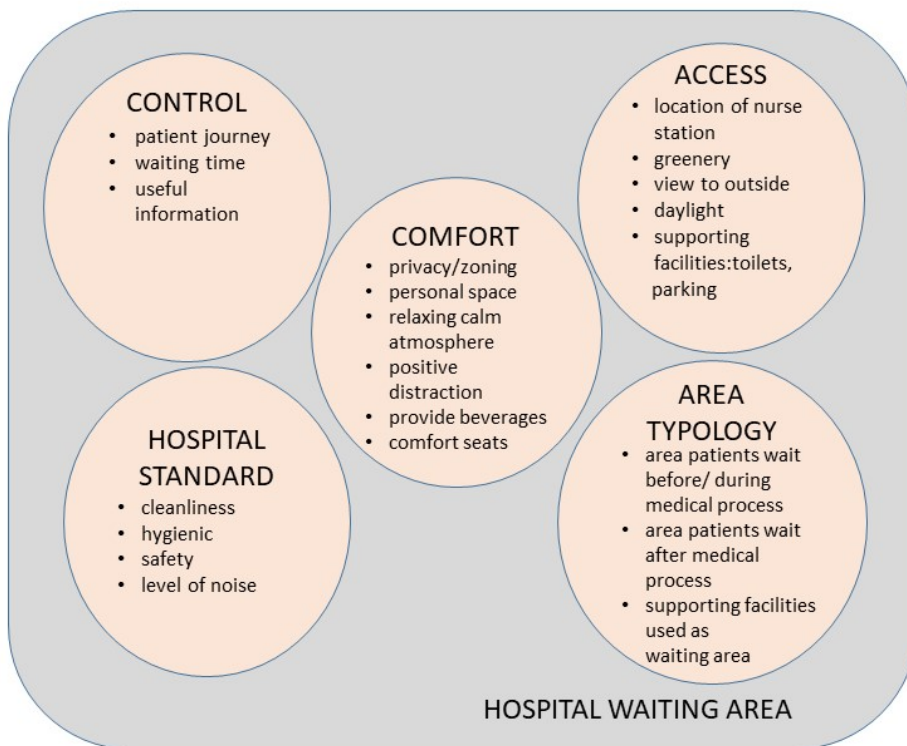 CONTROL
• patient journey
• waiting time
• useful
information
ACCESS
• location of nurse
station
• greenery
• view to outside
• daylight
• supporting
facilities:toilets,
parking
COMFORT
• privacy/zoning
• personal space
• relaxing calm
atmosphere
• positive
distraction
• provide beverages
• comfort seats
HOSPITAL
STANDARD
• cleanliness
• hygienic
• safety
• level of noise
AREA
TYPOLOGY
• area patients wait
before/ during
medical process
• area patients wait
after medical
process
• supporting facilities
used as
waiting area
HOSPITAL WAITING AREA